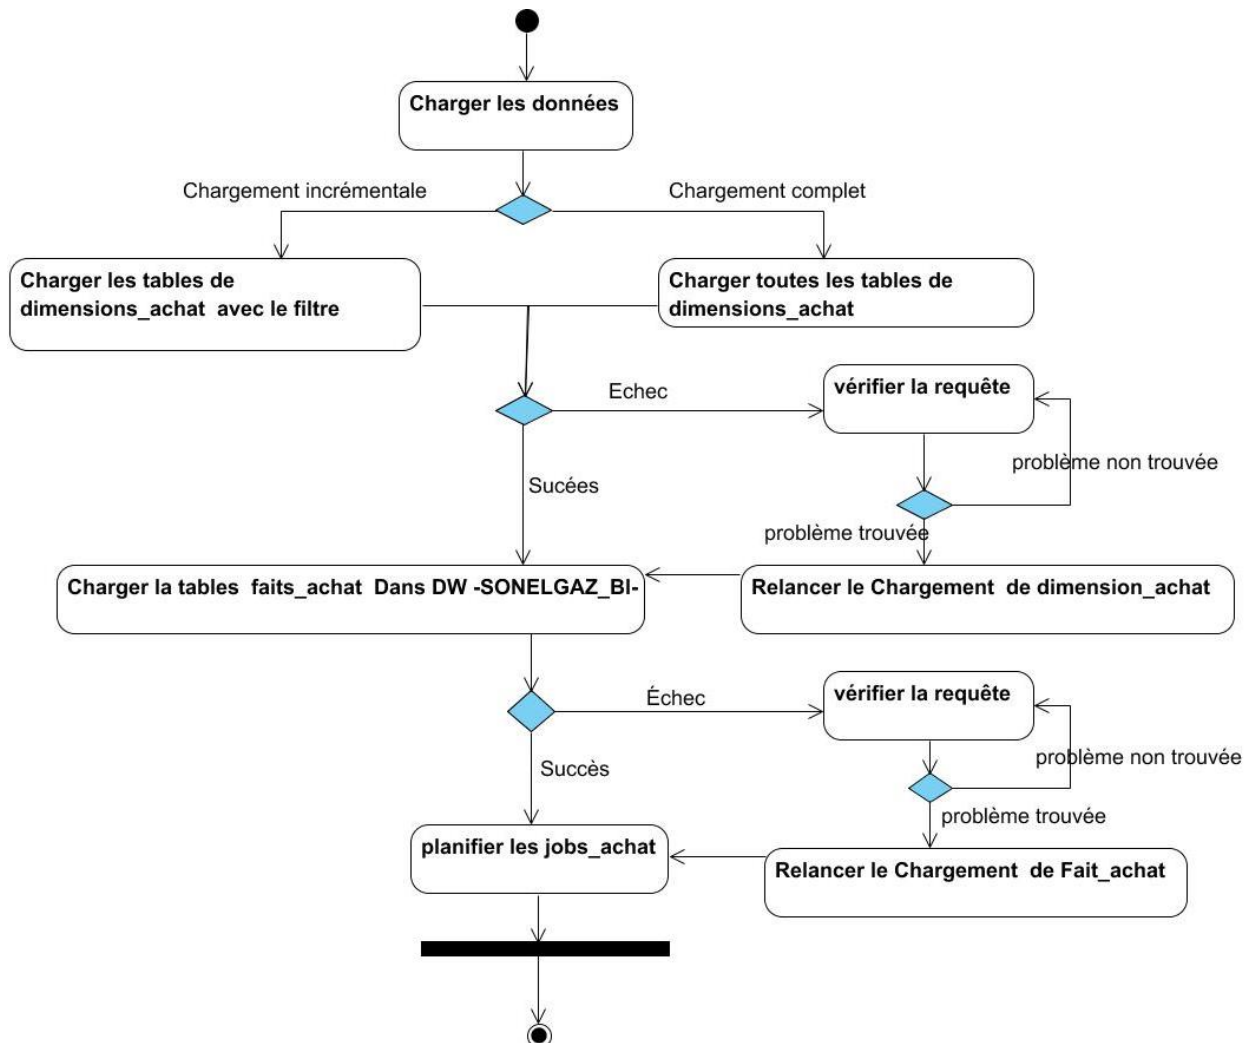 Charger les données
Chargement incrémentale
Chargement complet
Charger les tables de
dimensions_achat avec le filtre
Charger toutes les tables de
dimensions_achat
Echec
vérifier la requête
problème non trouvée
Sucées
problème trouvée
Charger la tables faits_achat Dans DW -SONELGAZ_BI-
Relancer le Chargement de dimension_achat
Échec
vérifier la requête
problème non trouvée
Succès
problème trouvée
planifier les jobs_achat
Relancer le Chargement de Fait_achat